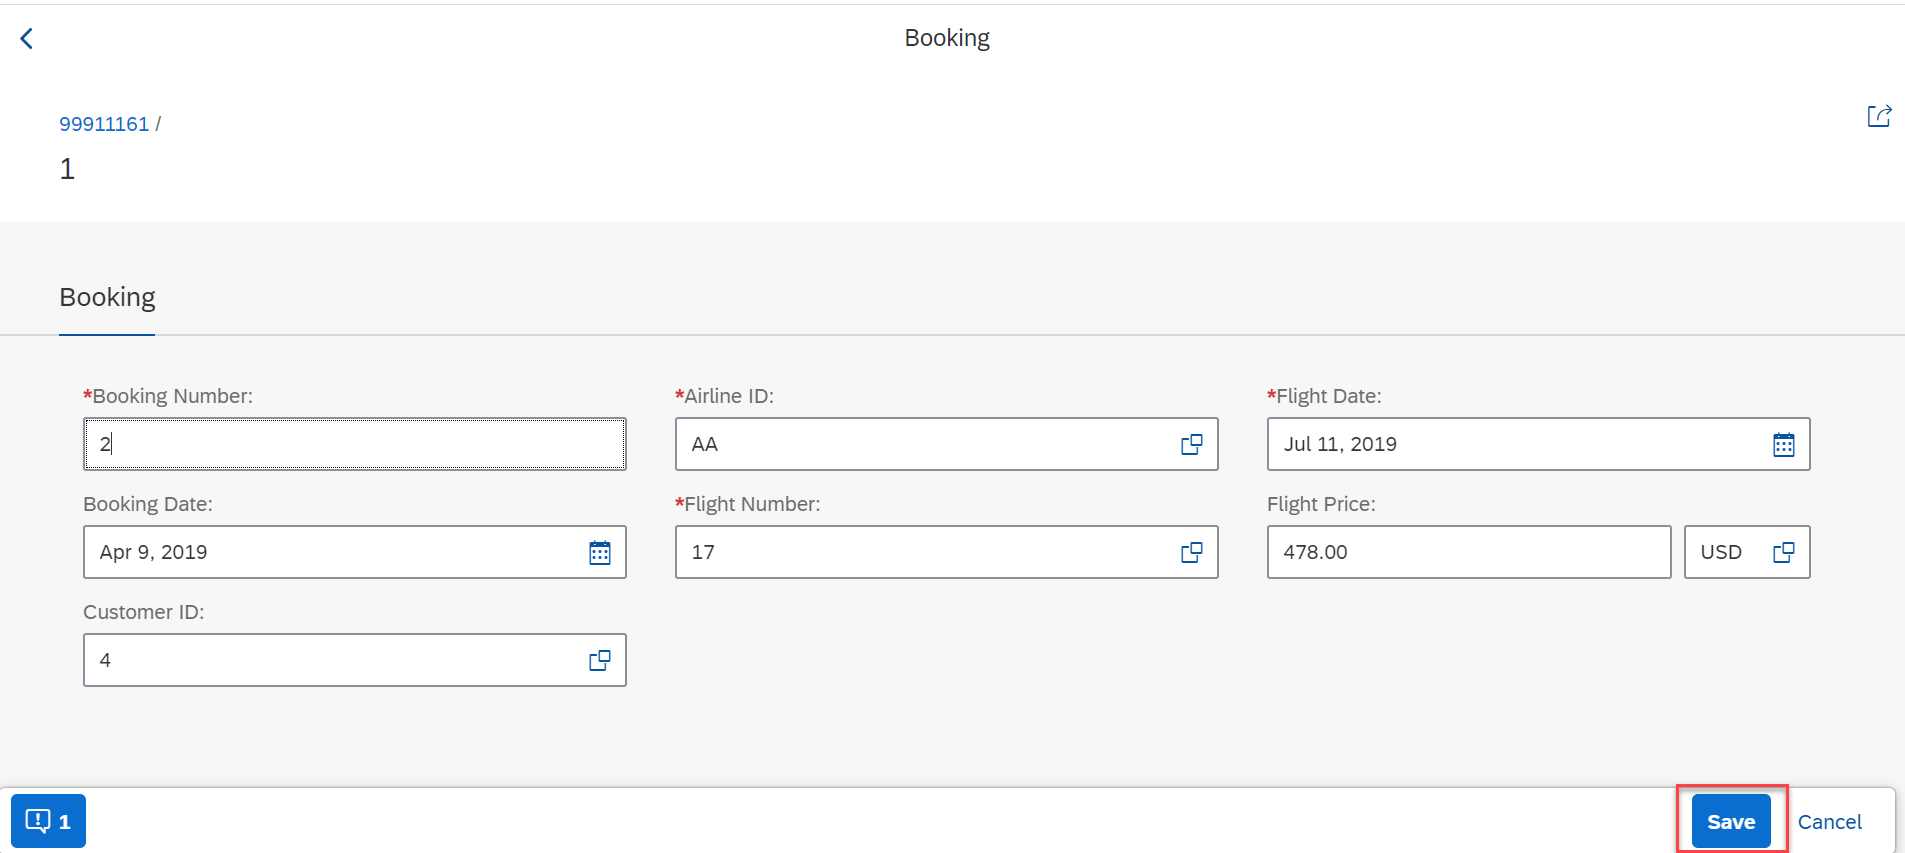 Booking
99911161 /
1
Booking
*Booking Number: *Airline ID: *Flight Date:
2 AA Jul 11, 2019
Booking Date: *Flight Number: Flight Price:
Apr 9, 2019 17 478.00 USD
Customer ID:
4
1 Save Cancel